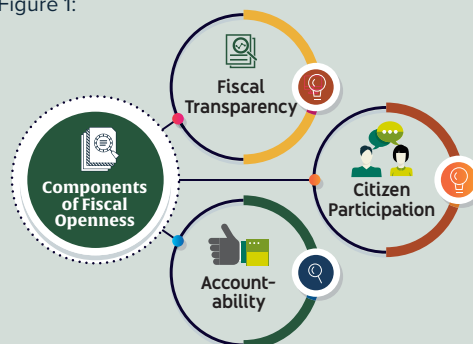 Figure 1:
Fiscal
Transparency
Components
of Fiscal
Openness
Citizen
Participation
Account-
ability